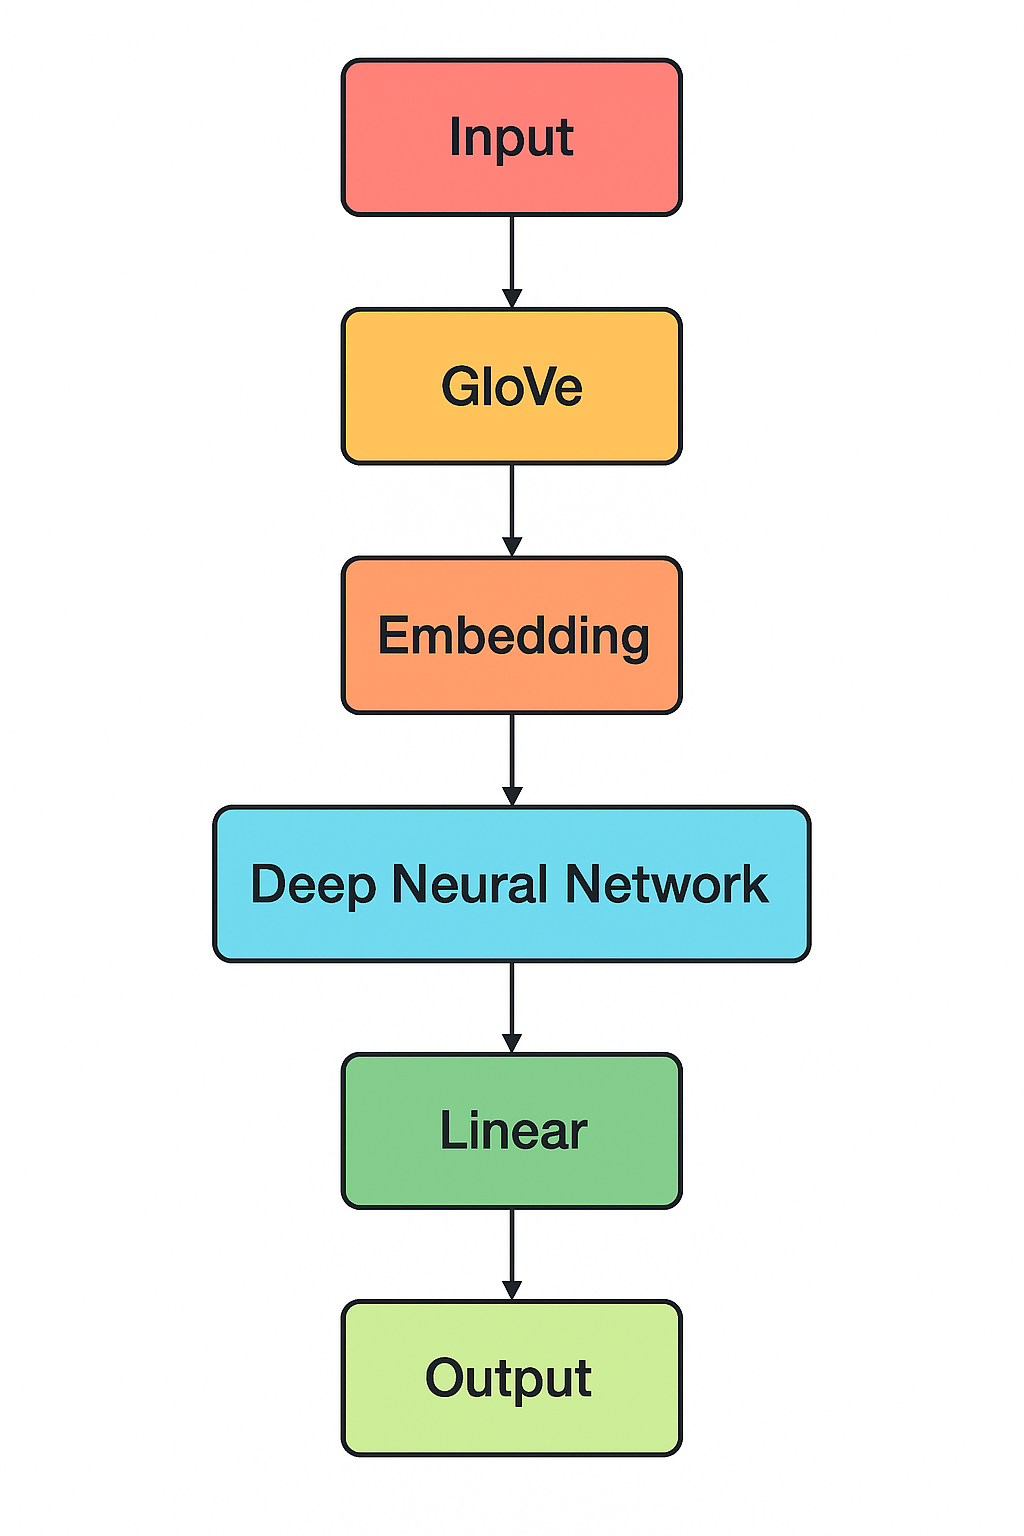 Input
GloVe
Embedding
Deep Neural Network
Linear
Output